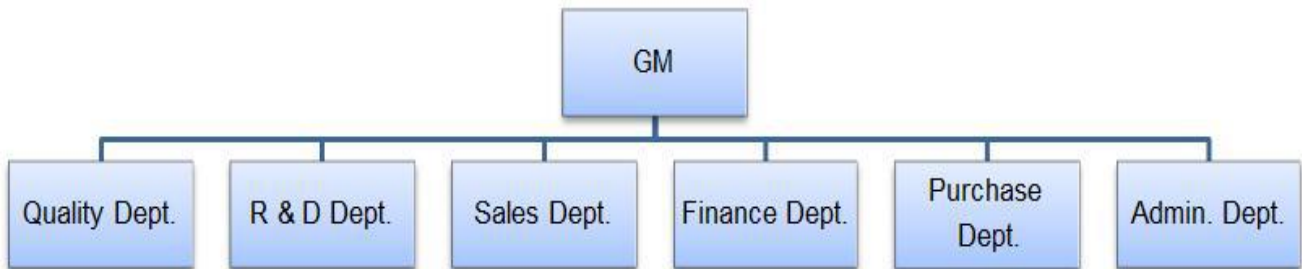 GM
Quality Dept.
R & D Dept.
Sales Dept.
Finance Dept.
Purchase
Dept.
Admin. Dept.